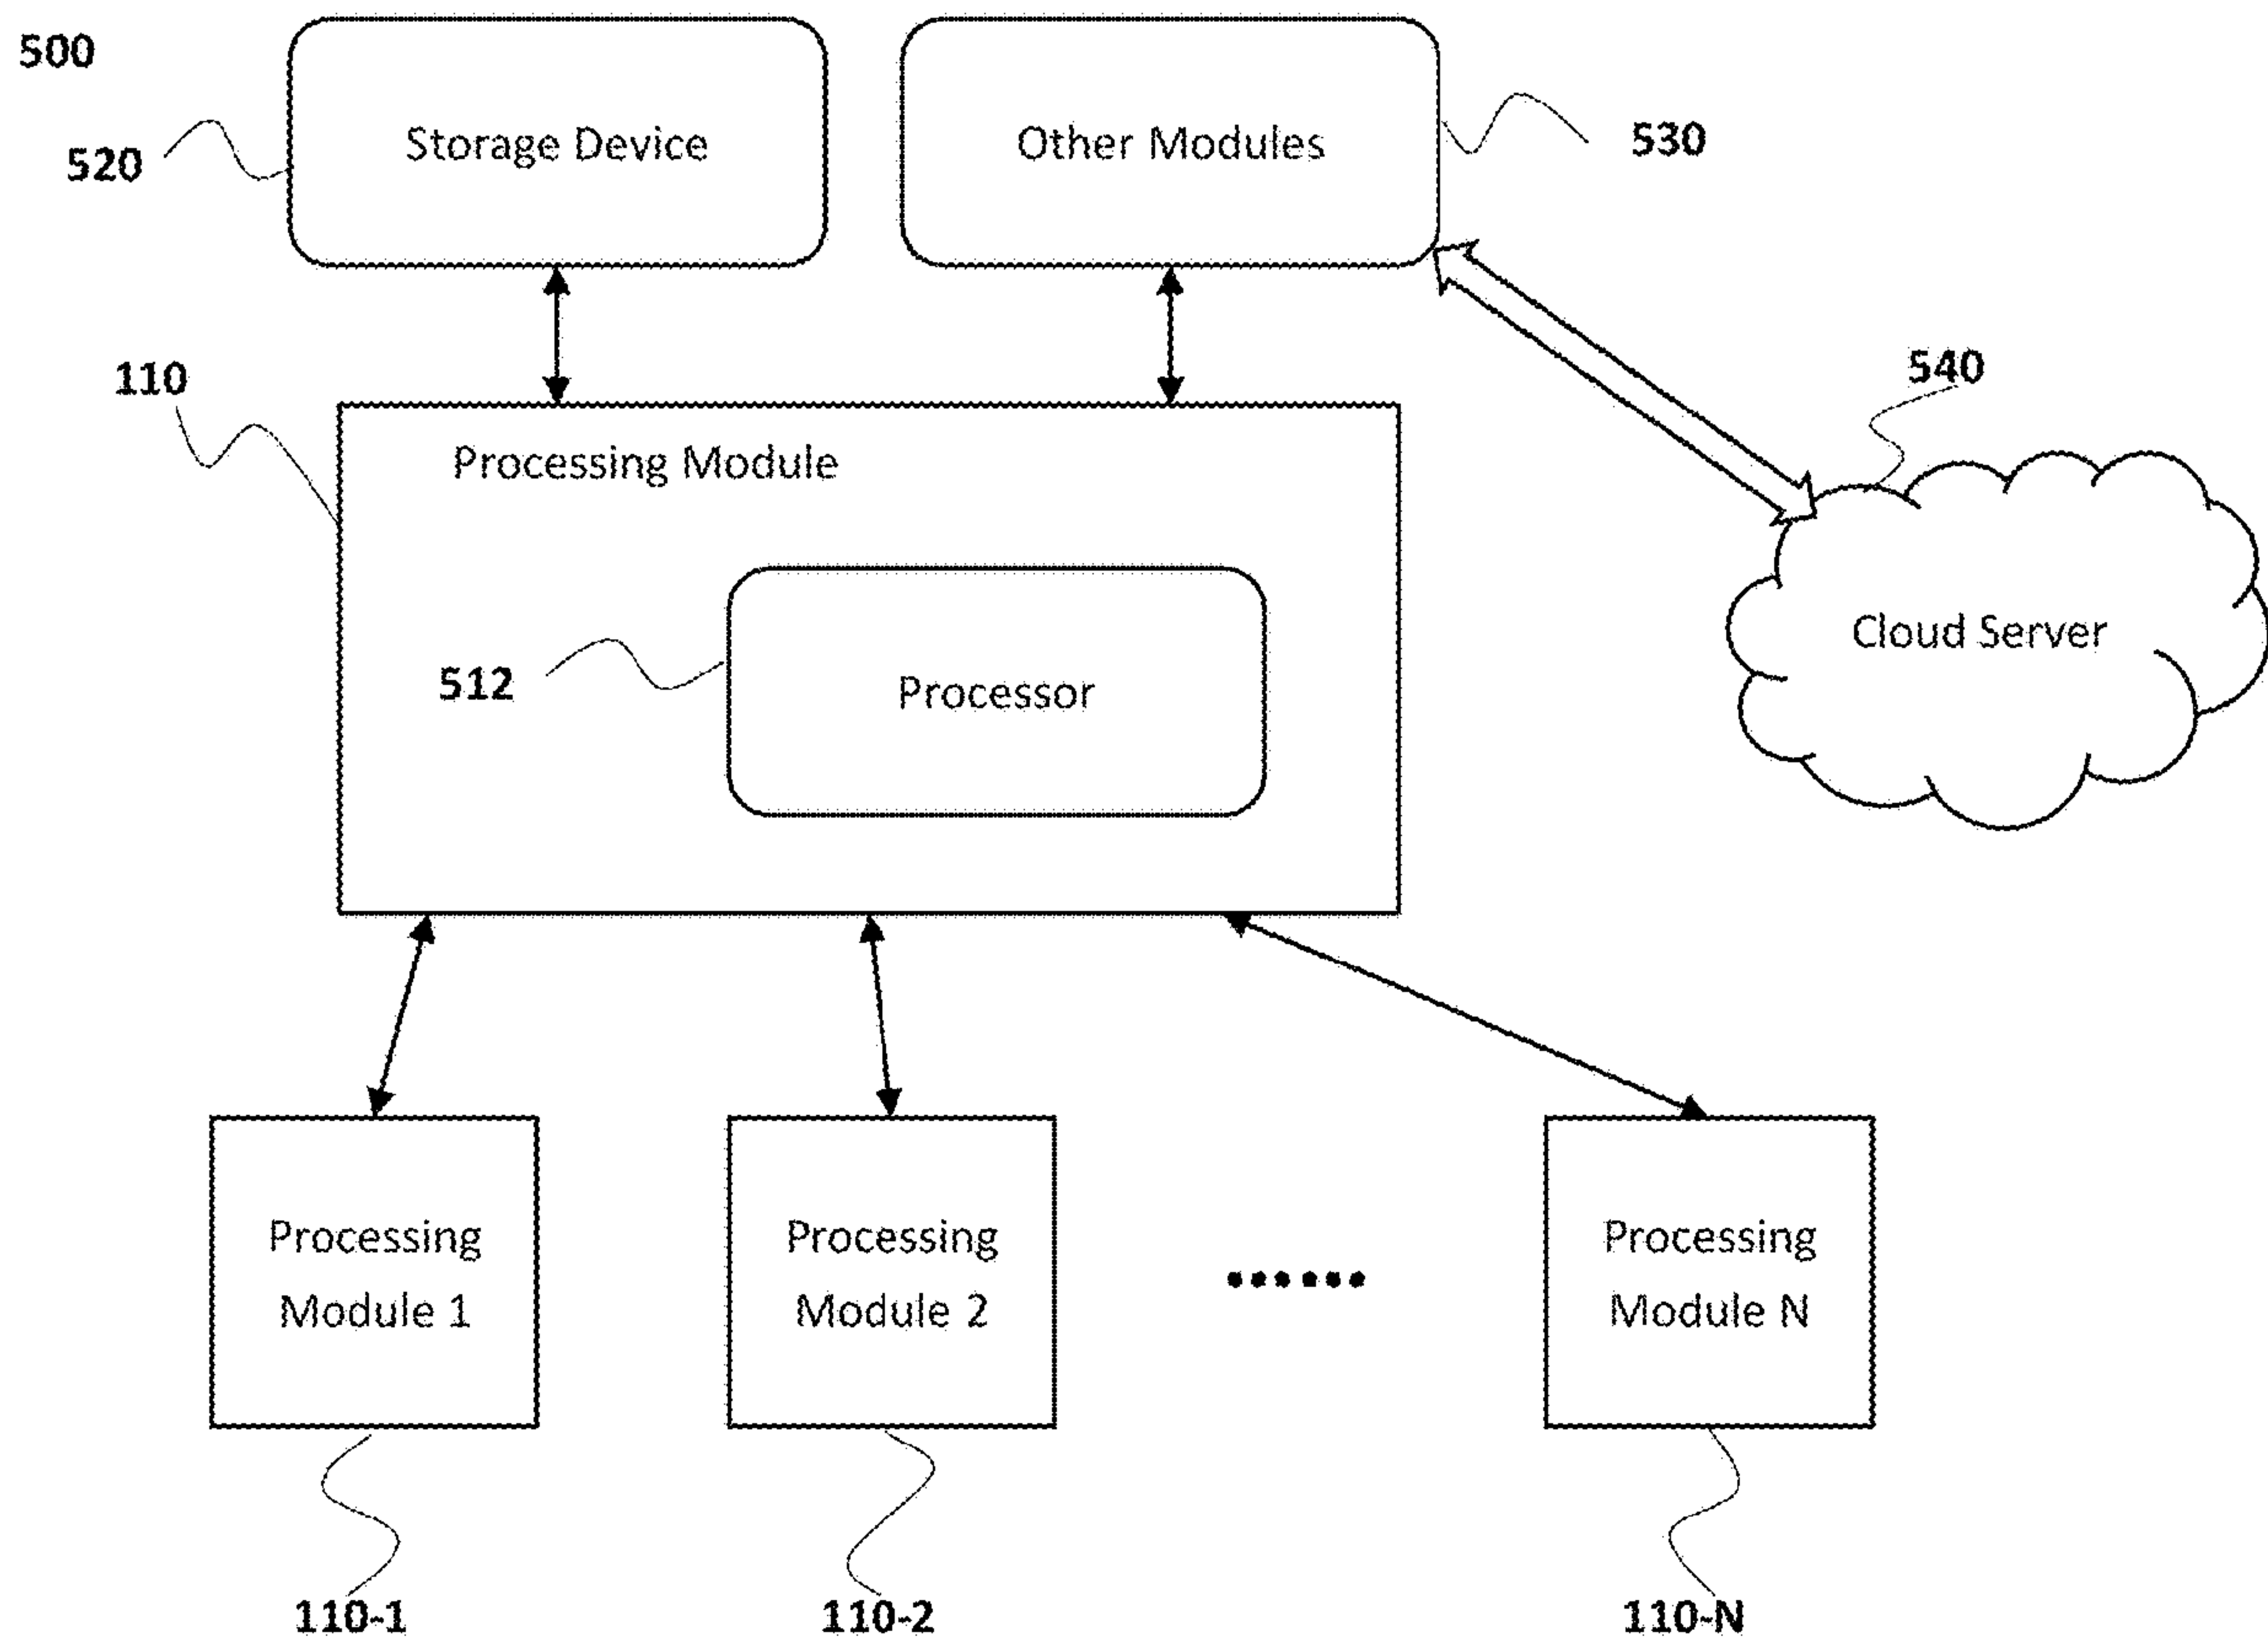 500
Storage Device
Other Modules
530
520
110
540
Processing Module
Cloud Server
512
Processor
Processing
Module 1
Processing
Module 2
Processing
Module N
110-1
110-2
110-N